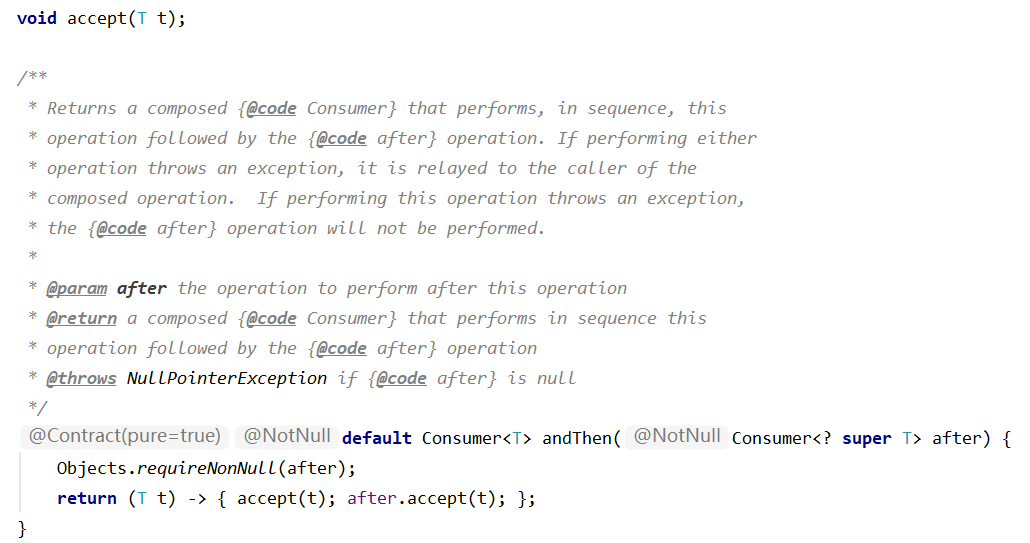 void accept(T t);
/**
 * Returns a composed {@code Consumer} that performs, in sequence, this
 * operation followed by the {@code after} operation. If performing either
 * operation throws an exception, it is relayed to the caller of the
 * composed operation.  If performing this operation throws an exception,
 * the {@code after} operation will not be performed.
 *
 * @param after the operation to perform after this operation
 * @return a composed {@code Consumer} that performs in sequence this
 * operation followed by the {@code after} operation
 * @throws NullPointerException if {@code after} is null
 */
@Contract(pure=true) @NotNull default Consumer<T> andThen( @NotNull Consumer<? super T> after) {
    Objects.requireNonNull(after);
    return (T t) -> { accept(t); after.accept(t); };
}